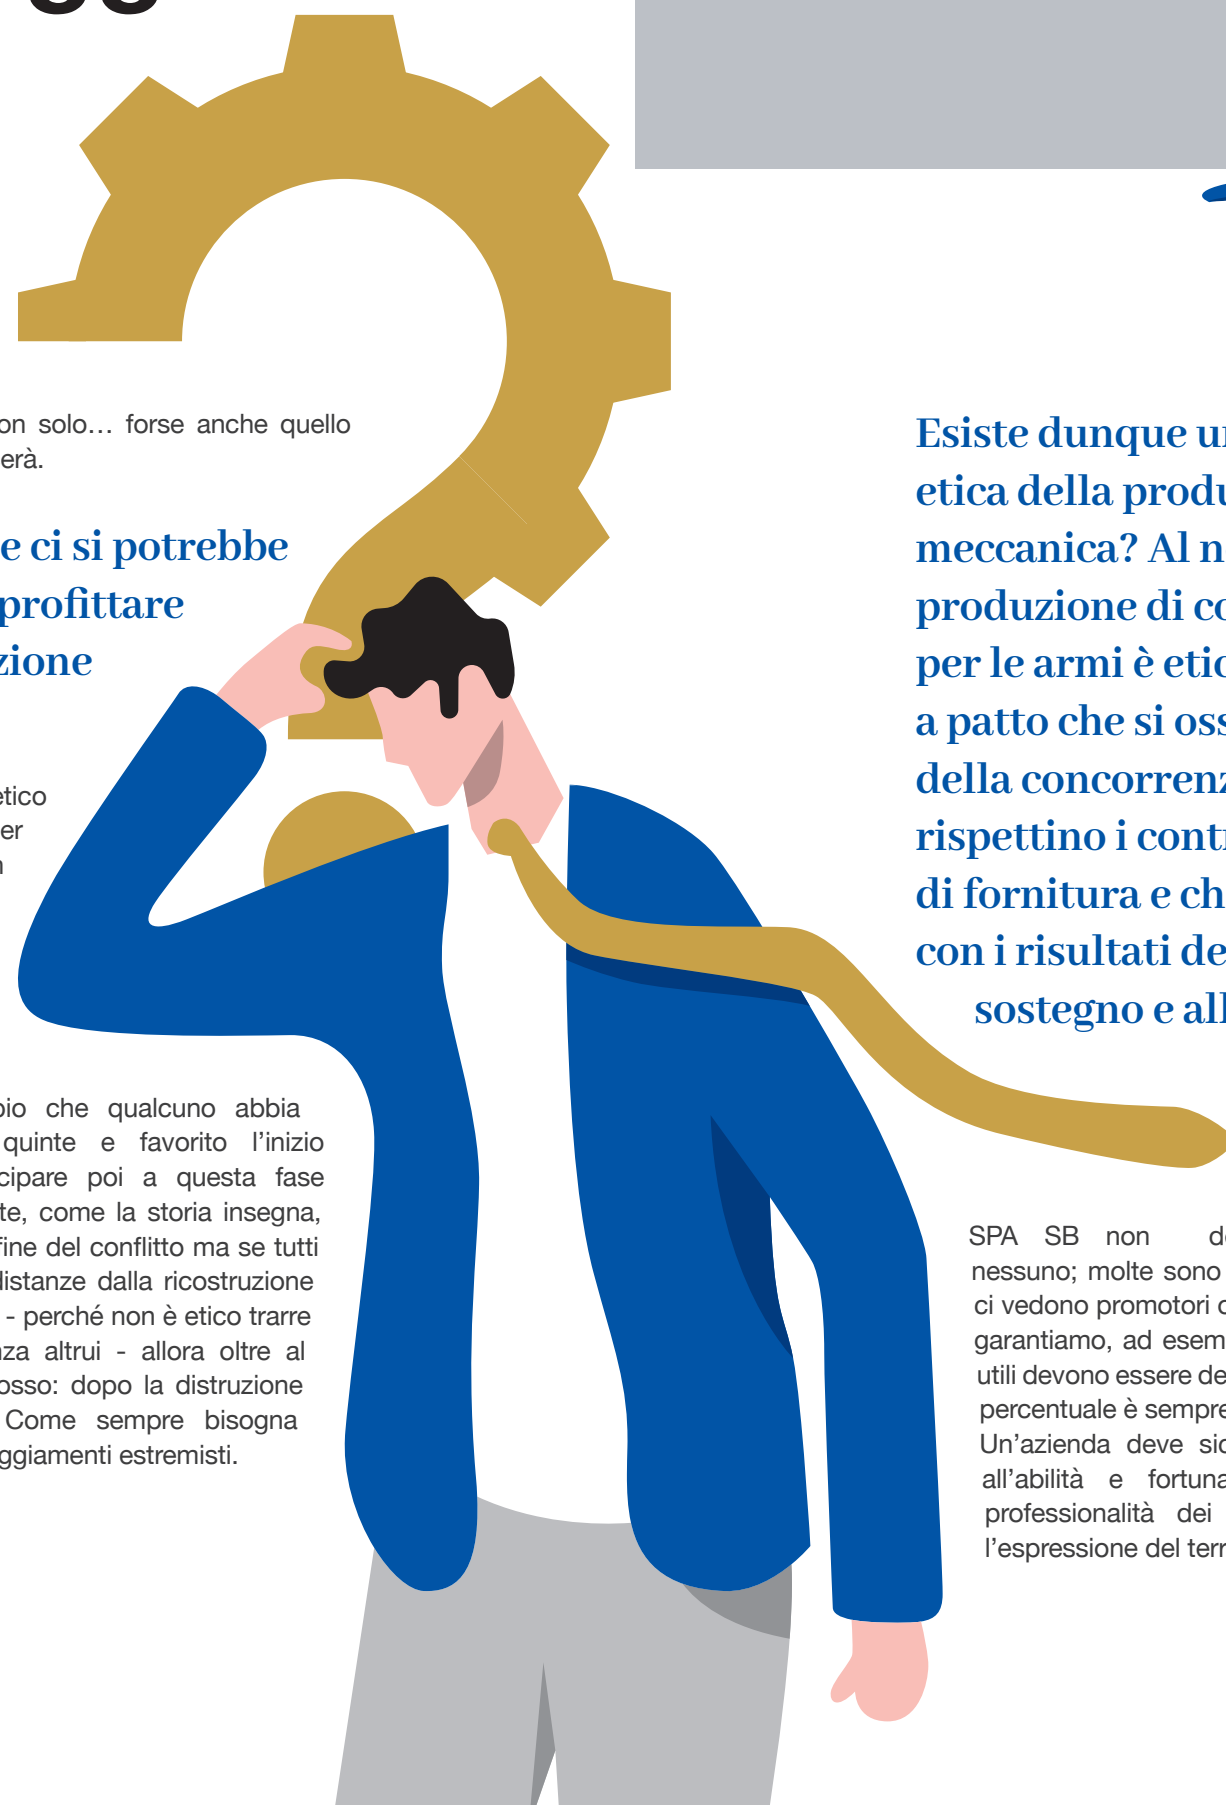 on solo… forse anche quello
erà.
e ci si potrebbe
profittare
zione
etico
er
n
bio che qualcuno abbia
quinte e favorito l'inizio
cipare poi a questa fase
te, come la storia insegna,
fine del conflitto ma se tutti
distanze dalla ricostruzione
- perché non è etico trarre
nza altrui - allora oltre al
osso: dopo la distruzione
Come sempre bisogna
ggiamenti estremisti.
Esiste dunque un
etica della produ
meccanica? Al n
produzione di co
per le armi è etic
a patto che si oss
della concorrenz
rispettino i contr
di fornitura e ch
con i risultati de
sostegno e all
SPA SB non de
nessuno; molte sono
ci vedono promotori c
garantiamo, ad esem
utili devono essere de
percentuale è sempre
Un'azienda deve sic
all'abilità e fortuna
professionalità dei
l'espressione del terr